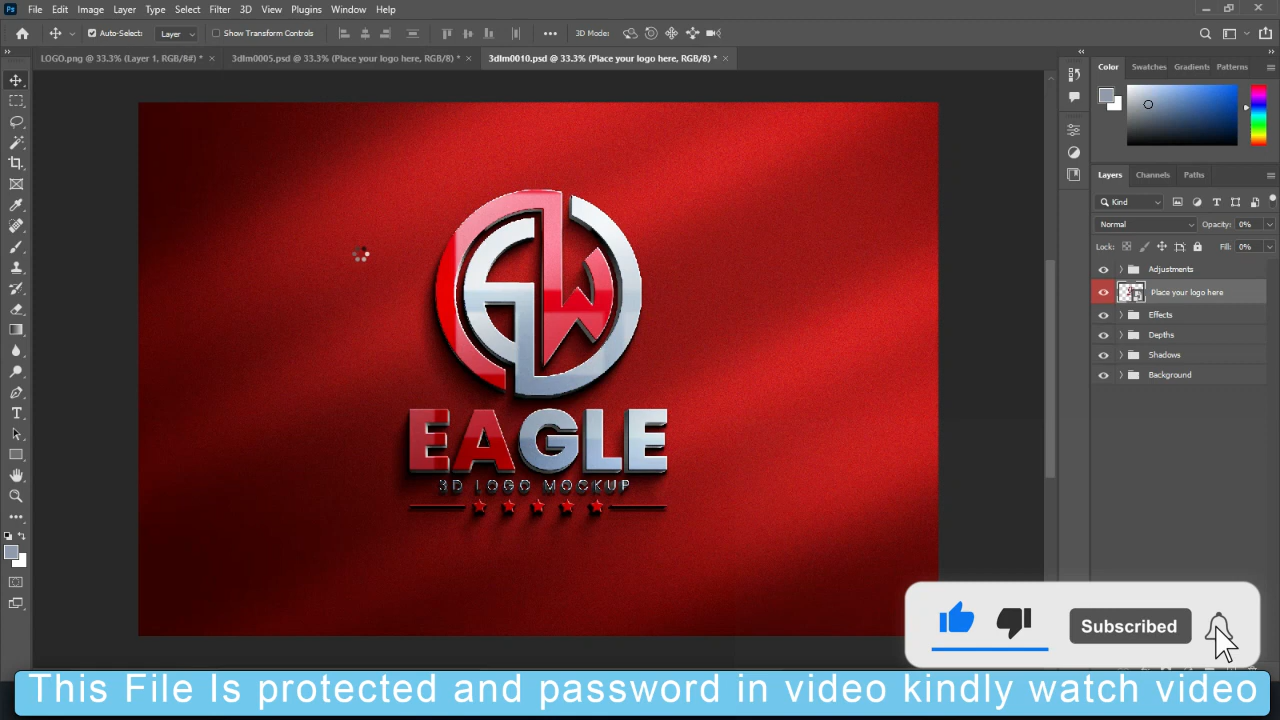 Ps File Edit Image Layer Type Select Filter 3D View Plugins Window Help
Auto-Select: Layer Show Transform Controls 3D Mode:
LOGO.png @ 33.3% (Layer 1, RGB/8#) * × 3dlm0005.psd @ 33.3% (Place your logo here, RGB/8) * × 3dlm0010.psd @ 33.3% (Place your logo here, RGB/8) * ×
Color Swatches Gradients Patterns
Layers Channels Paths
Kind
Normal Opacity: 0%
Lock: Fill: 0%
Adjustments
Place your logo here
Effects
Depths
Shadows
Background
EAGLE
3D LOGO MOCKUP
Subscribed
This File Is protected and password in video kindly watch video